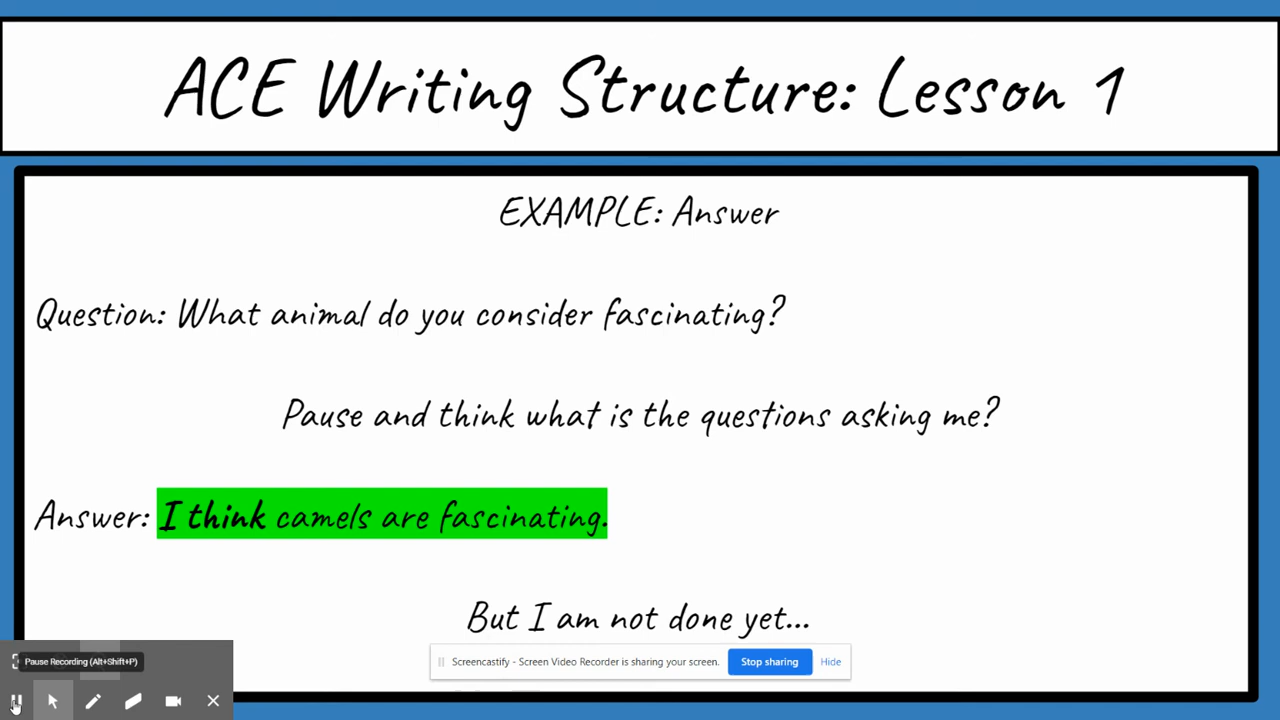 ACE Writing Structure: Lesson 1
EXAMPLE: Answer
Question: What animal do you consider fascinating?
Pause and think what is the questions asking me?
Answer: I think camels are fascinating.
But I am not done yet...
Pause Recording (Alt+Shift+P)
Screencastify - Screen Video Recorder is sharing your screen. Stop sharing Hide